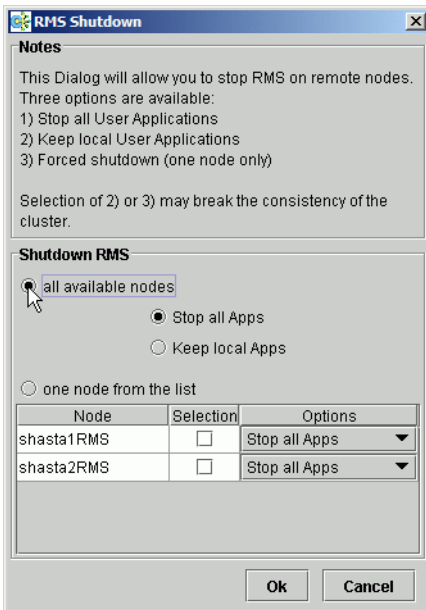 RMS Shutdown
Notes
This Dialog will allow you to stop RMS on remote nodes.
Three options are available:
1) Stop all User Applications
2) Keep local User Applications
3) Forced shutdown (one node only)
Selection of 2) or 3) may break the consistency of the
cluster.
Shutdown RMS
all available nodes
Stop all Apps
Keep local Apps
one node from the list
Node Selection Options
shasta1RMS Stop all Apps
shasta2RMS Stop all Apps
Ok Cancel